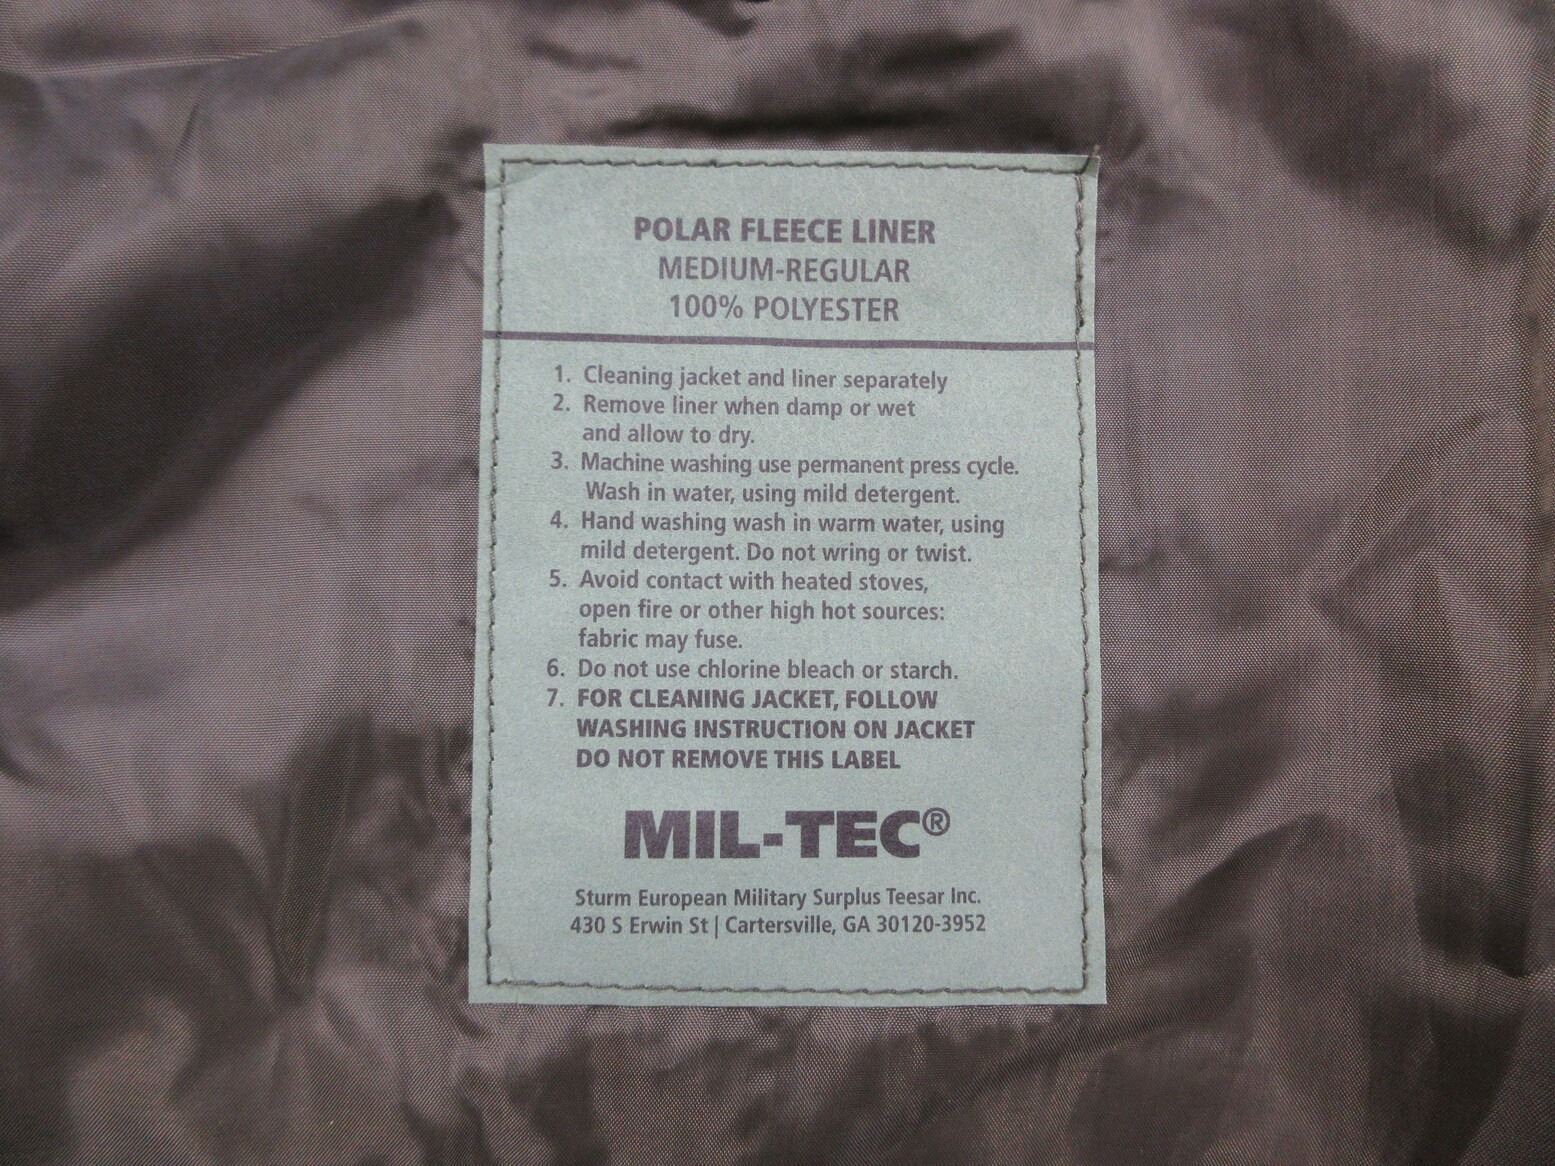 POLAR FLEECE LINER
MEDIUM-REGULAR
100% POLYESTER
1. Cleaning jacket and liner separately
2. Remove liner when damp or wet
and allow to dry.
3. Machine washing use permanent press cycle.
Wash in water, using mild detergent.
4. Hand washing wash in warm water, using
mild detergent. Do not wring or twist.
5. Avoid contact with heated stoves,
open fire or other high hot sources:
fabric may fuse.
6. Do not use chlorine bleach or starch.
7. FOR CLEANING JACKET, FOLLOW
WASHING INSTRUCTION ON JACKET
DO NOT REMOVE THIS LABEL
MIL-TEC®
Sturm European Military Surplus Teesar Inc.
430 S Erwin St | Cartersville, GA 30120-3952